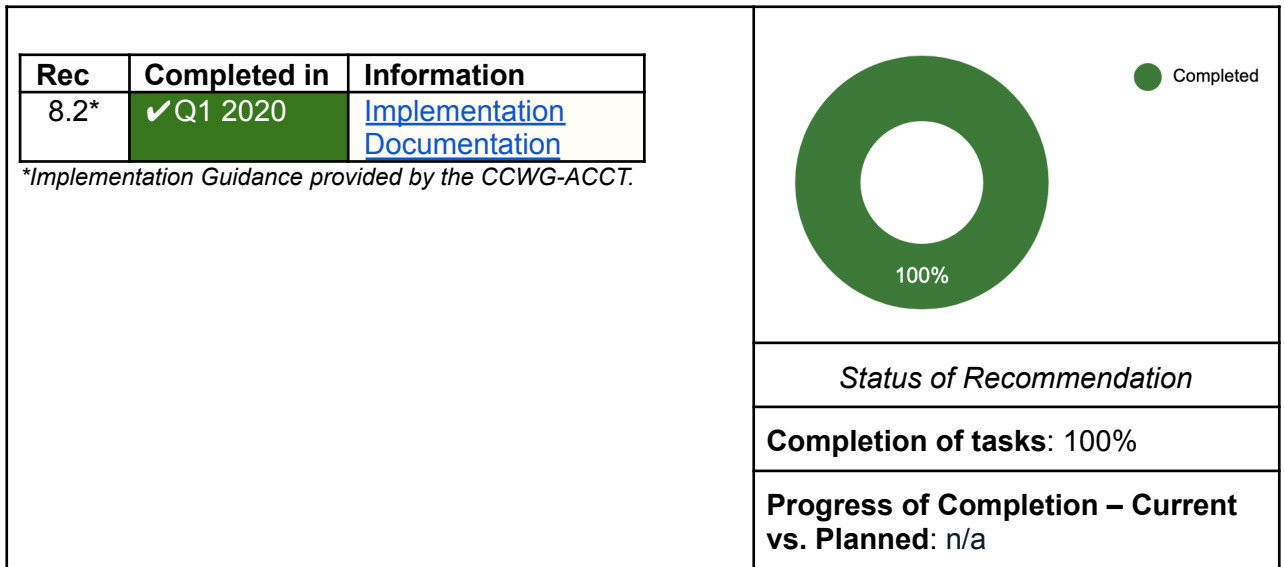 Rec Completed in Information
8.2* ✔Q1 2020 Implementation
Documentation
*Implementation Guidance provided by the CCWG-ACCT.
Completed
100%
Status of Recommendation
Completion of tasks: 100%
Progress of Completion – Current
vs. Planned: n/a